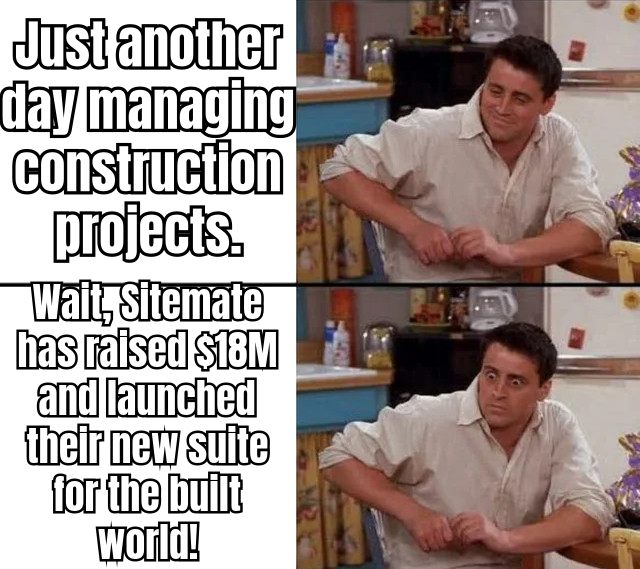 Just another
day managing
construction
projects.
Wait, Sitemate
has raised $18M
and launched
their new suite
for the built
world!